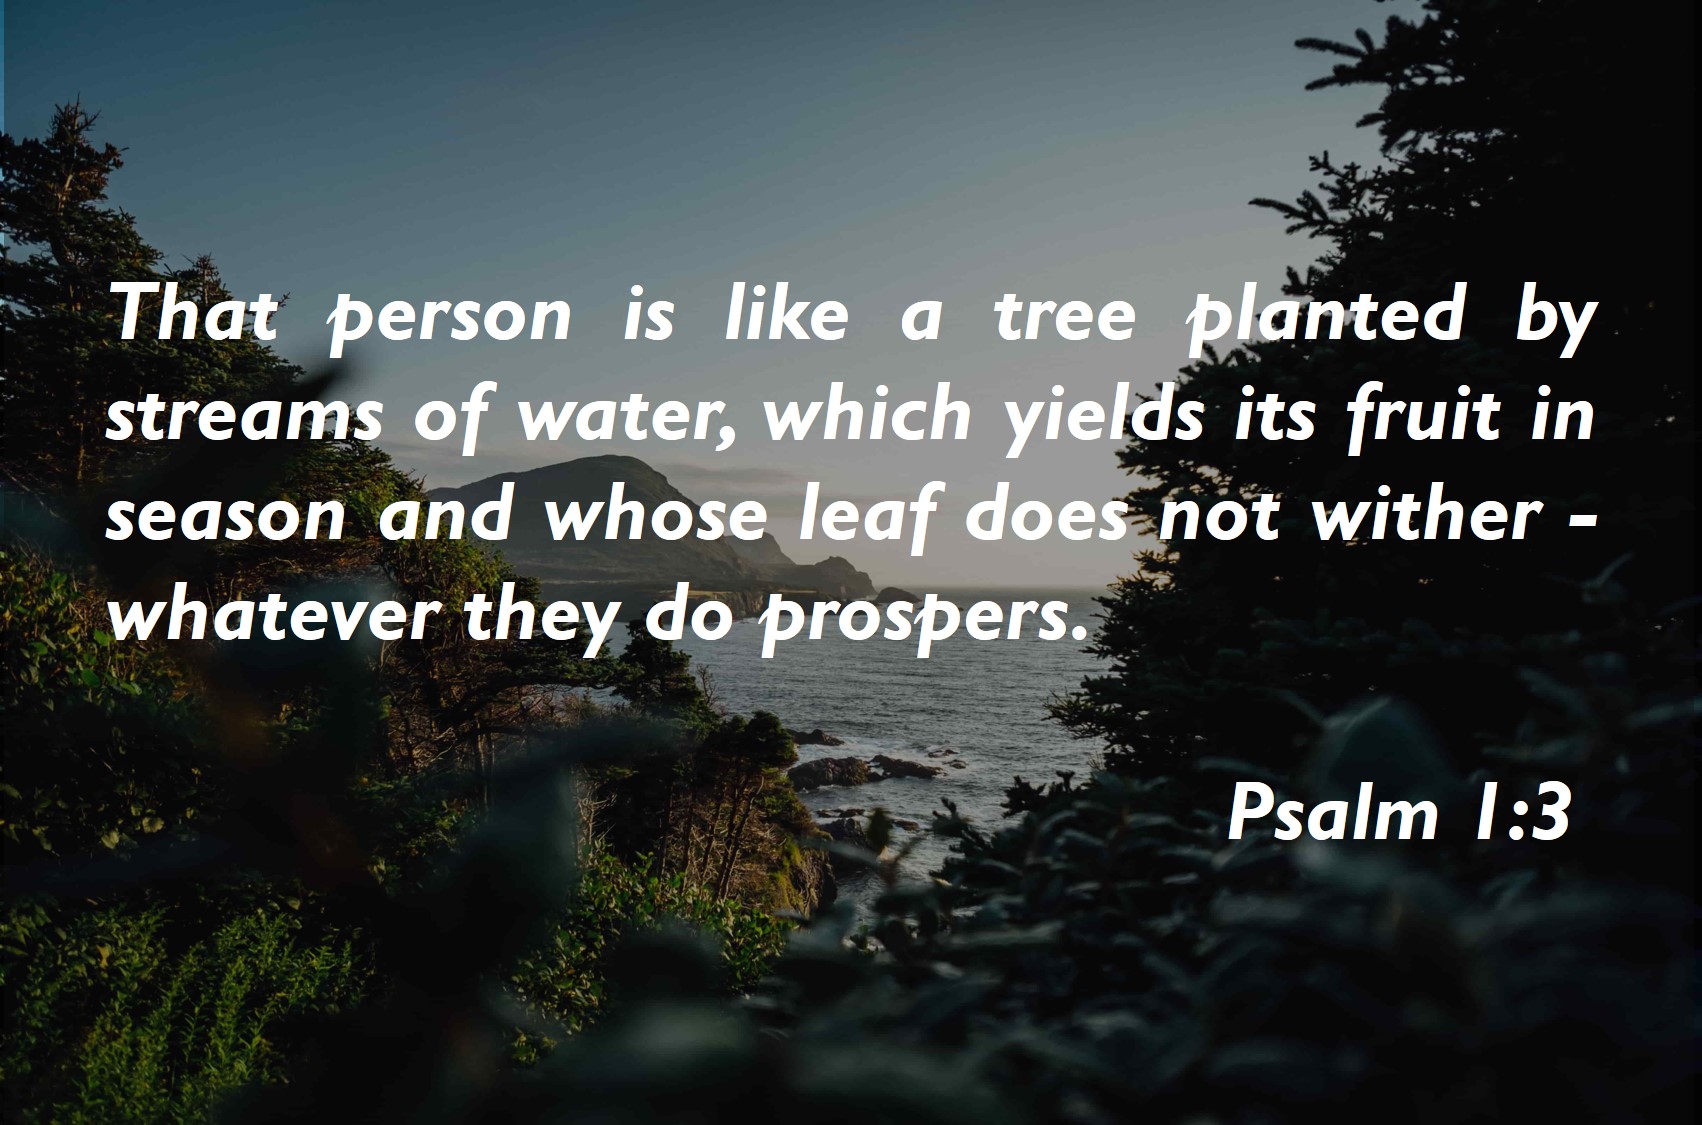 That person is like a tree planted by
streams of water, which yields its fruit in
season and whose leaf does not wither -
whatever they do prospers.
Psalm 1:3